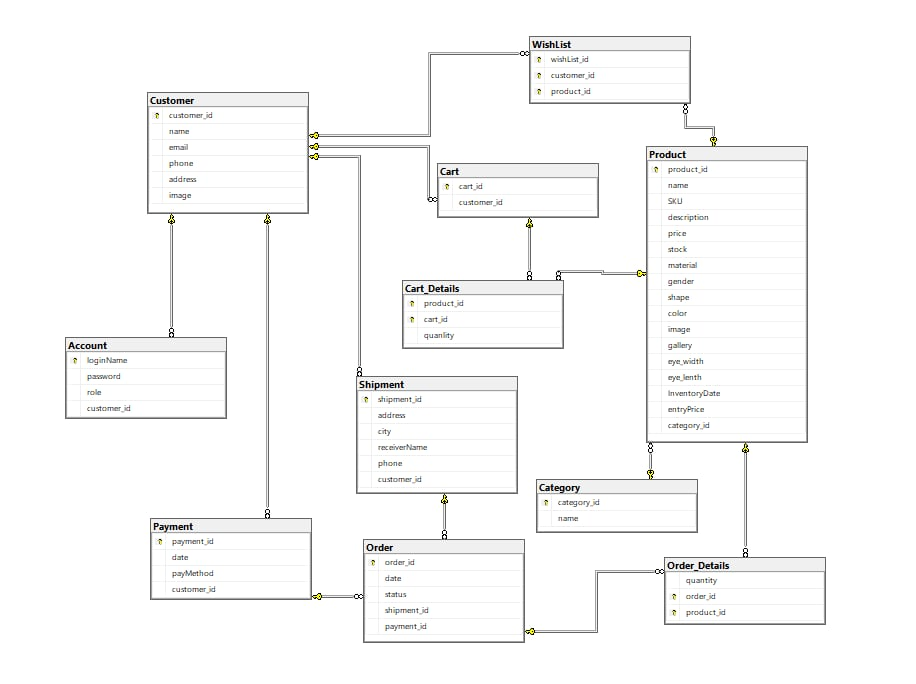 WishList
wishList_id
customer_id
product_id
Customer
customer_id
name
email
phone
address
image
Product
product_id
name
SKU
description
price
stock
material
gender
shape
color
image
gallery
eye_width
eye_lenth
InventoryDate
entryPrice
category_id
Cart
cart_id
customer_id
Cart_Details
product_id
cart_id
quanlity
Account
loginName
password
role
customer_id
Shipment
shipment_id
address
city
receiverName
phone
customer_id
Category
category_id
name
Payment
payment_id
date
payMethod
customer_id
Order
order_id
date
status
shipment_id
payment_id
Order_Details
quantity
order_id
product_id